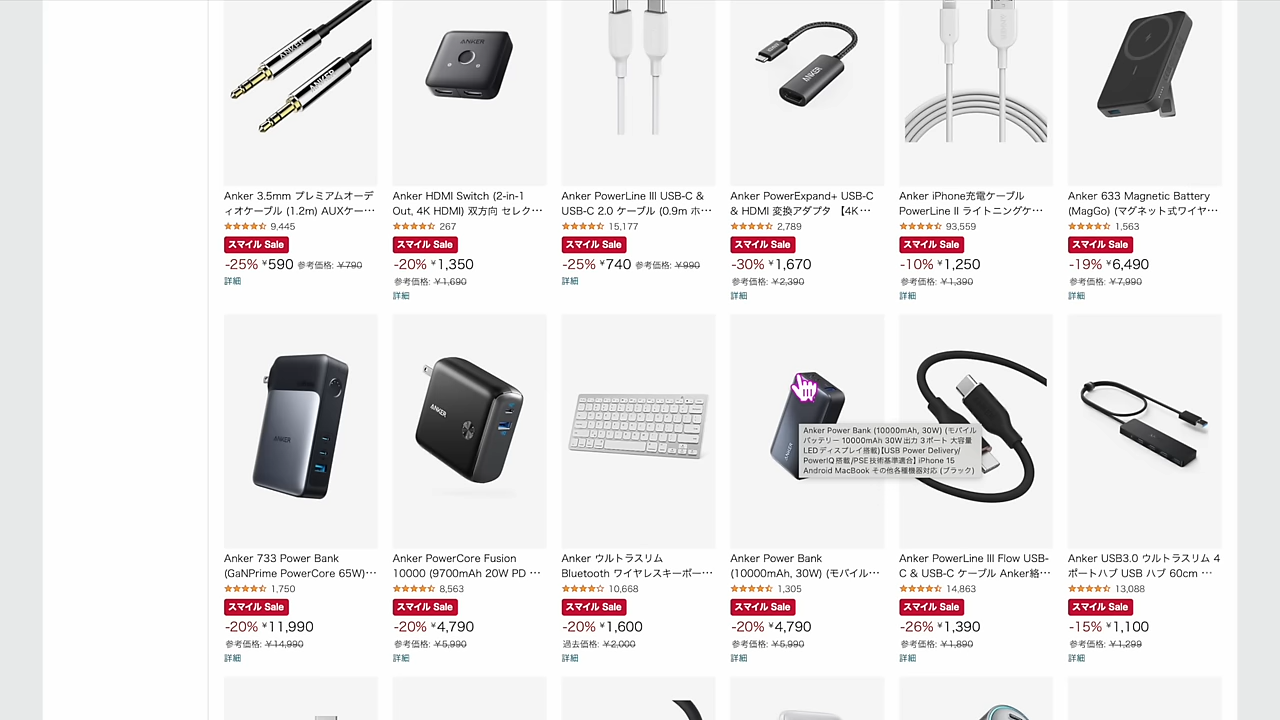 ANKER
ANKER
ANKER
ANKER
Anker 3.5mm プレミアムオーデ
ィオケーブル (1.2m) AUXケー…
9,445
スマイル Sale
-25% ¥590 参考価格: ¥790
詳細
Anker HDMI Switch (2-in-1
Out, 4K HDMI) 双方向 セレク…
267
スマイル Sale
-20% ¥1,350
参考価格: ¥1,690
詳細
Anker PowerLine III USB-C &
USB-C 2.0 ケーブル (0.9m ホ…
15,177
スマイル Sale
-25% ¥740 参考価格: ¥990
詳細
Anker PowerExpand+ USB-C
& HDMI 変換アダプタ 【4K…
2,789
スマイル Sale
-30% ¥1,670
参考価格: ¥2,390
詳細
Anker iPhone充電ケーブル
PowerLine II ライトニングケ…
93,559
スマイル Sale
-10% ¥1,250
参考価格: ¥1,390
詳細
Anker 633 Magnetic Battery
(MagGo) (マグネット式ワイヤ…
1,563
スマイル Sale
-19% ¥6,490
参考価格: ¥7,990
詳細
ANKER
ANKER
Anker Power Bank (10000mAh, 30W) (モバイル
バッテリー 10000mAh 30W出力 3ポート 大容量
LEDディスプレイ搭載)【USB Power Delivery/
PowerIQ搭載/PSE技術基準適合】iPhone 15
Android MacBook その他各種機器対応 (ブラック)
Anker 733 Power Bank
(GaNPrime PowerCore 65W)…
1,750
スマイル Sale
-20% ¥11,990
参考価格: ¥14,990
詳細
Anker PowerCore Fusion
10000 (9700mAh 20W PD …
8,563
スマイル Sale
-20% ¥4,790
参考価格: ¥5,990
詳細
Anker ウルトラスリム
Bluetooth ワイヤレスキーボー…
10,668
スマイル Sale
-20% ¥1,600
過去価格: ¥2,000
詳細
Anker Power Bank
(10000mAh, 30W) (モバイル…
1,305
スマイル Sale
-20% ¥4,790
参考価格: ¥5,990
詳細
Anker PowerLine III Flow USB-
C & USB-C ケーブル Anker絡…
14,863
スマイル Sale
-26% ¥1,390
参考価格: ¥1,890
詳細
Anker USB3.0 ウルトラスリム 4
ポートハブ USB ハブ 60cm …
13,088
スマイル Sale
-15% ¥1,100
参考価格: ¥1,299
詳細